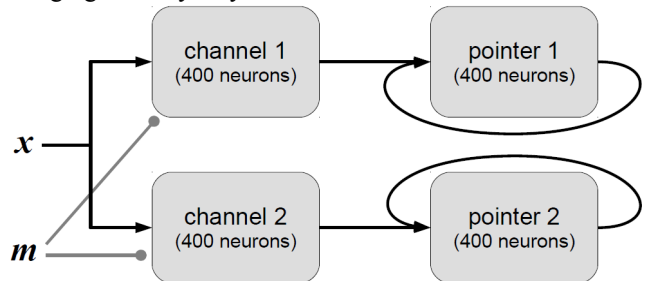 channel 1
(400 neurons)
pointer 1
(400 neurons)
x
channel 2
(400 neurons)
pointer 2
(400 neurons)
m